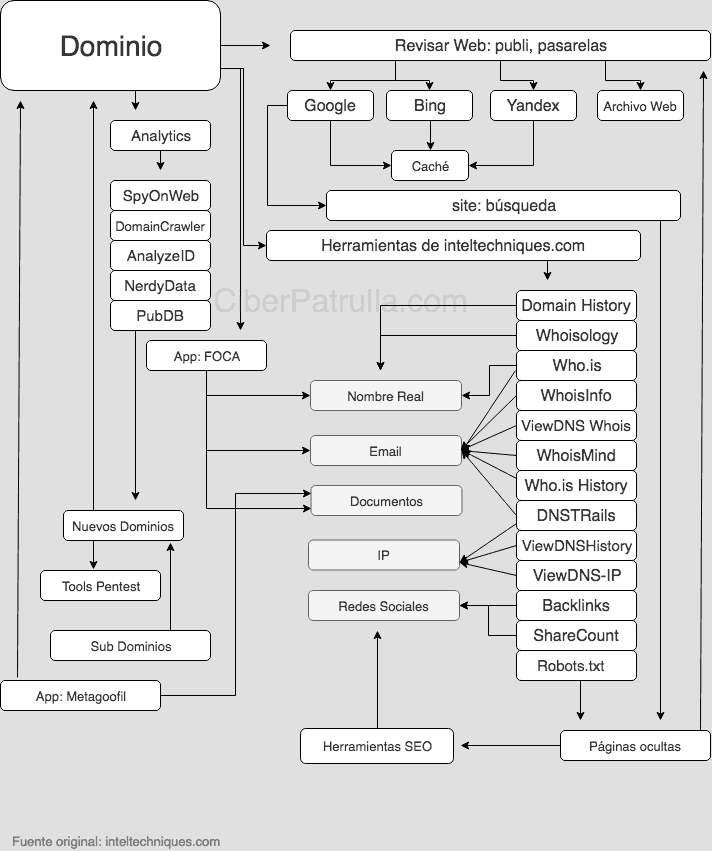 Dominio
Revisar Web: publi, pasarelas
Google
Bing
Yandex
Archivo Web
Analytics
Caché
SpyOnWeb
site: búsqueda
DomainCrawler
Herramientas de inteltechniques.com
AnalyzeID
NerdyData
CiberPatrulla.com
Domain History
PubDB
Whoisology
App: FOCA
Who.is
Nombre Real
WhoisInfo
ViewDNS Whois
Email
WhoisMind
Who.is History
Documentos
DNSTRails
Nuevos Dominios
ViewDNSHistory
IP
ViewDNS-IP
Tools Pentest
Backlinks
Redes Sociales
ShareCount
Sub Dominios
Robots.txt
App: Metagoofil
Herramientas SEO
Páginas ocultas
Fuente original: inteltechniques.com